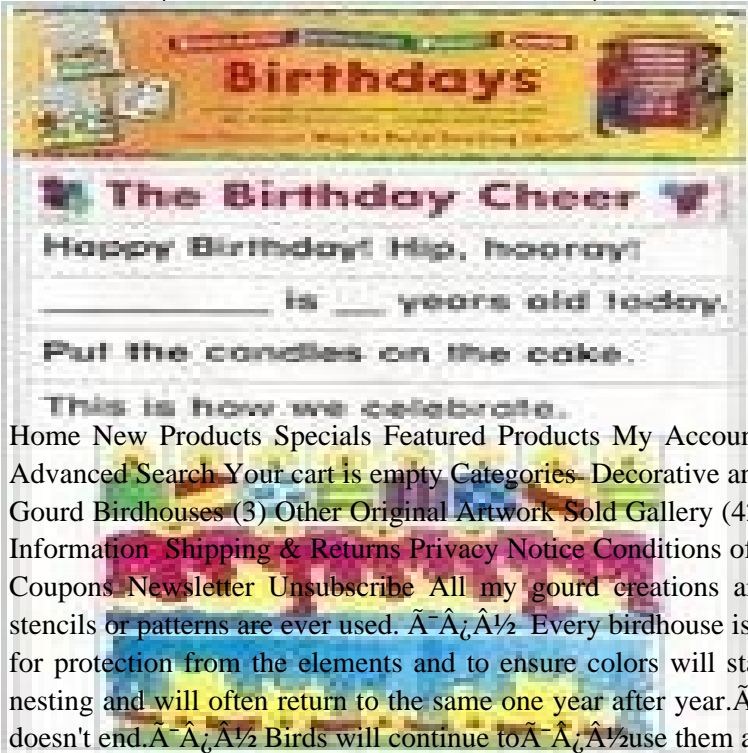 Birthdays
The Birthday Cheer
Happy Birthday! Hip, hooray!
is years old today.
Put the candles on the cake.
This is how we celebrate.
Home New Products Specials Featured Products My Accoun
Advanced Search Your cart is empty Categories Decorative an
Gourd Birdhouses (3) Other Original Artwork Sold Gallery (4
Information Shipping & Returns Privacy Notice Conditions of
Coupons Newsletter Unsubscribe All my gourd creations a
stencils or patterns are ever used. Ã¯Â¿Â½ Every birdhouse is
for protection from the elements and to ensure colors will sta
nesting and will often return to the same one year after year.Ã
doesn't end.Ã¯Â¿Â½ Birds will continue toÃ¯Â¿Â½use them a